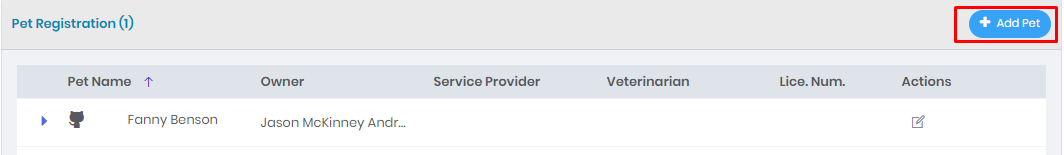 Pet Registration (1)
Add Pet
Pet Name Owner Service Provider Veterinarian Lice. Num. Actions
Fanny Benson Jason McKinney Andr...